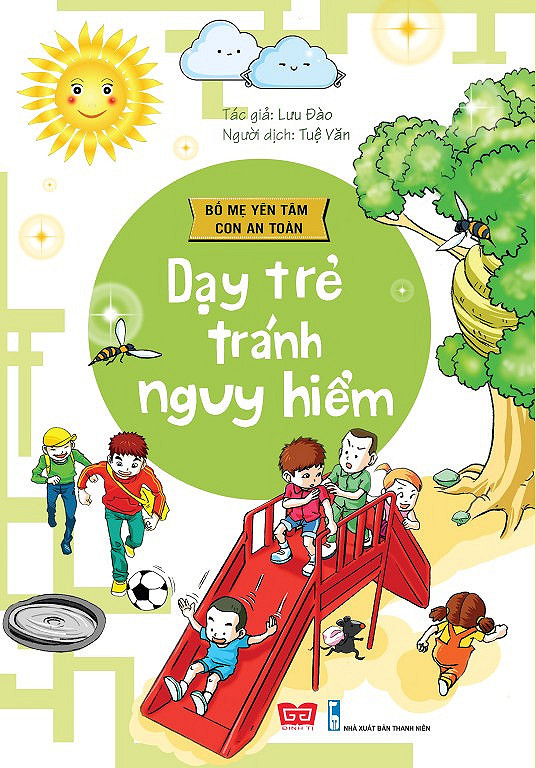 Tác giả: Lưu Đào
Người dịch: Tuệ Văn
BỐ MẸ YÊN TÂM
CON AN TOÀN
Dạy trẻ
tránh
nguy hiểm
ĐINH TỊ
NHÀ XUẤT BẢN THANH NIÊN